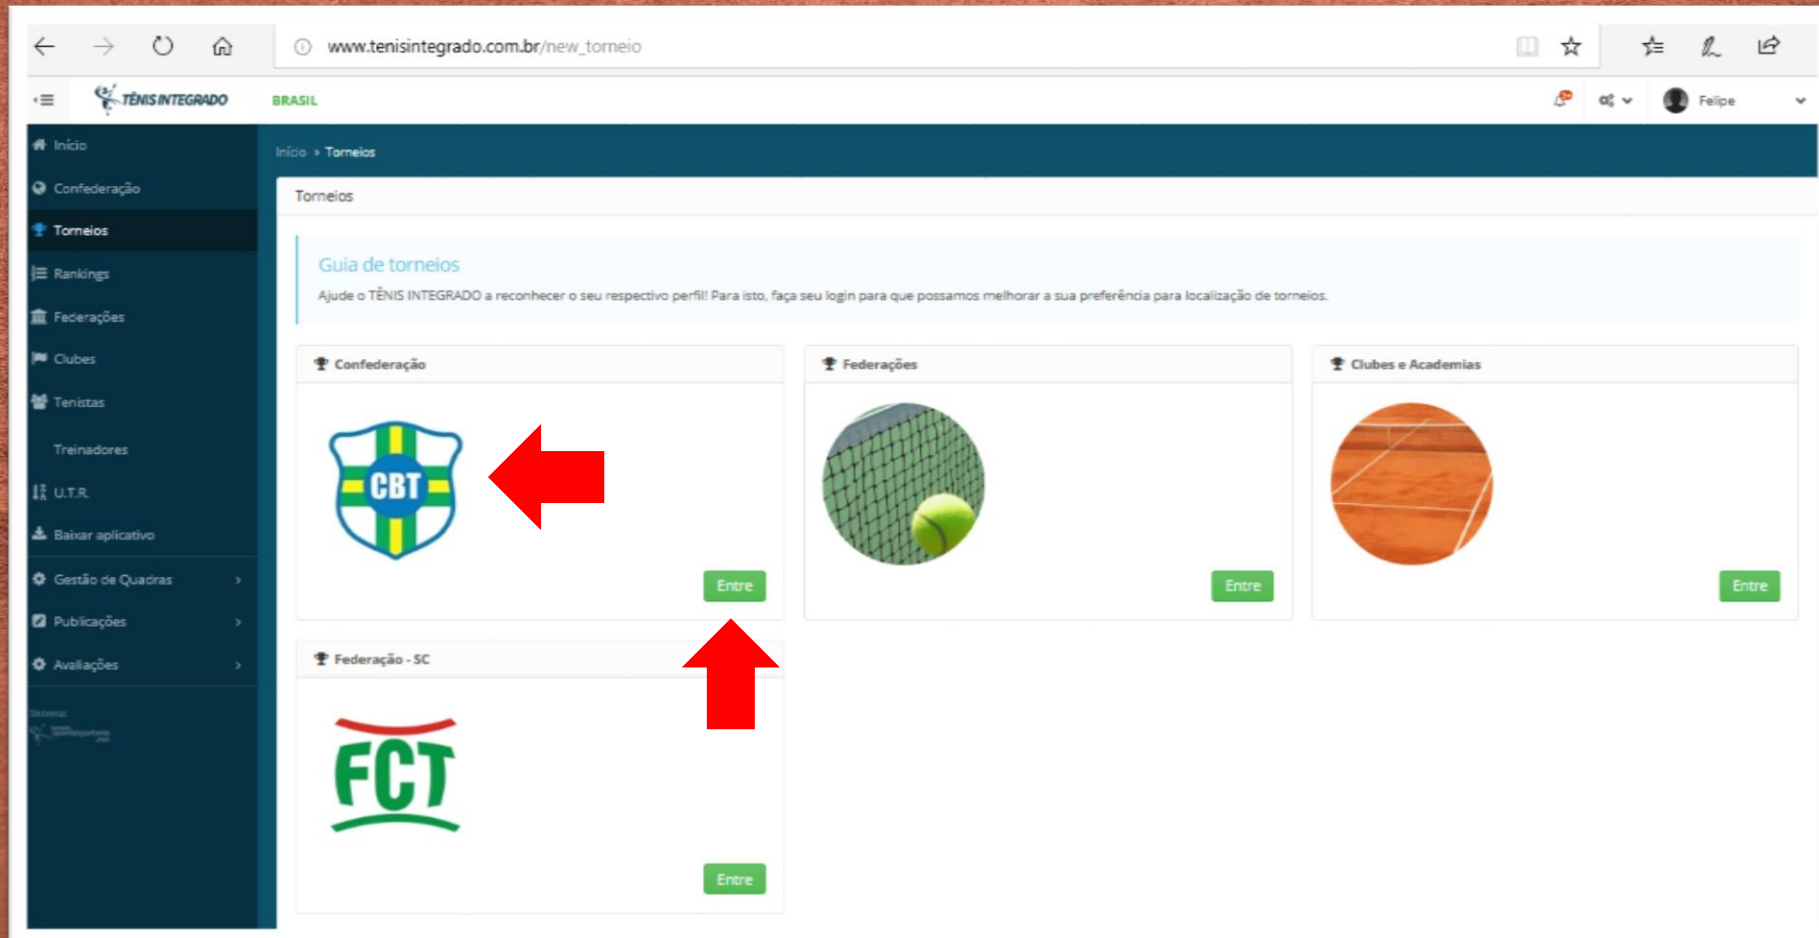 www.tenisintegrado.com.br/new_torneio
TÊNIS INTEGRADO
BRASIL
Felipe
Início
Início » Torneios
Confederação
Torneios
Torneios
Rankings
Federações
Clubes
Tenistas
Treinadores
U.T.R.
Baixar aplicativo
Gestão de Quadras
Publicações
Avaliações
Sistema:
Guia de torneios
Ajude o TÊNIS INTEGRADO a reconhecer o seu respectivo perfil! Para isto, faça seu login para que possamos melhorar a sua preferência para localização de torneios.
Confederação
CBT
Entre
Federações
Entre
Clubes e Academias
Entre
Federação - SC
FCT
Entre